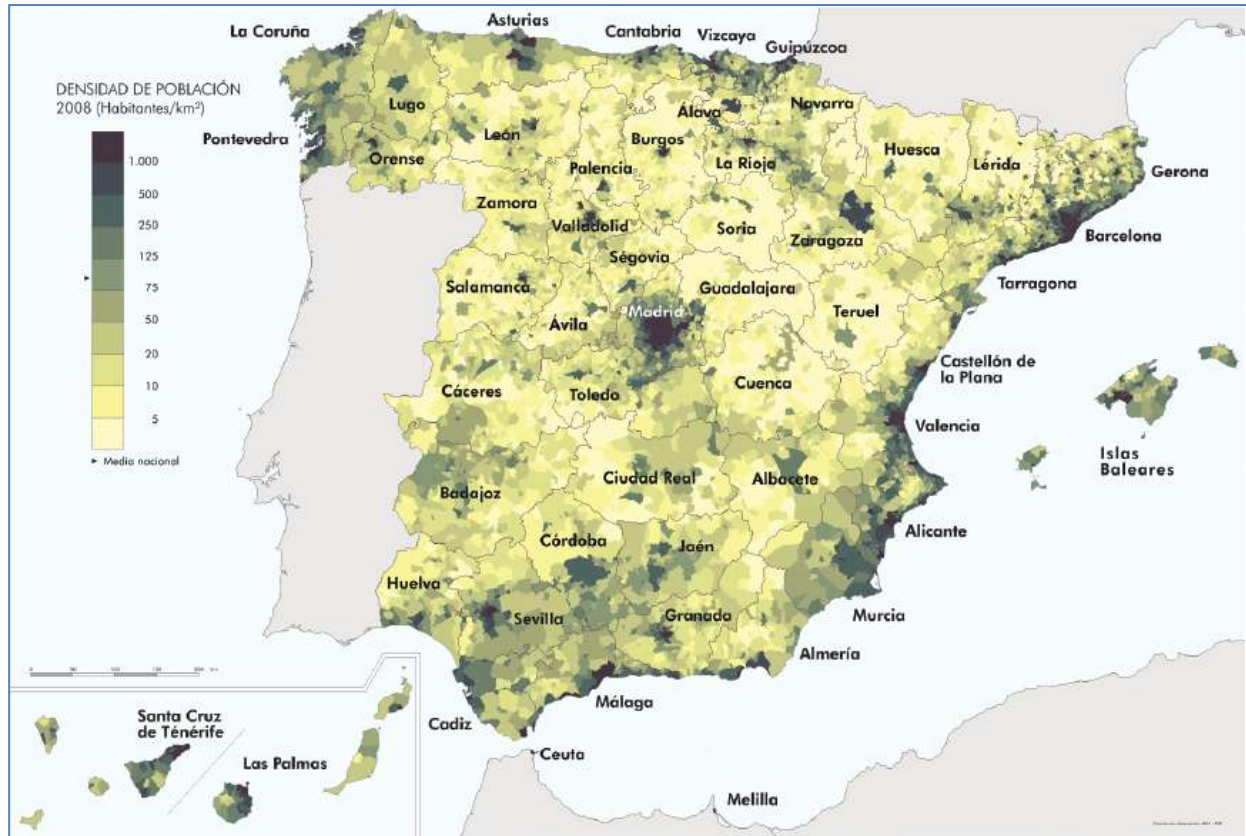 DENSIDAD DE POBLACIÓN
2008 (Habitantes/km²)
1.000
500
250
125
75
50
20
10
5
Media nacional
La Coruña
Asturias
Cantabria
Vizcaya
Guipúzcoa
Lugo
Pontevedra
Orense
León
Palencia
Burgos
Álava
Navarra
La Rioja
Huesca
Lérida
Gerona
Barcelona
Tarragona
Zamora
Valladolid
Soria
Zaragoza
Ségovia
Salamanca
Ávila
Madrid
Guadalajara
Teruel
Castellón de
la Plana
Cáceres
Toledo
Cuenca
Valencia
Islas
Baleares
Badajoz
Ciudad Real
Albacete
Alicante
Córdoba
Jaén
Huelva
Sevilla
Granada
Murcia
Almería
Málaga
Cadiz
Ceuta
Melilla
Santa Cruz
de Ténérife
Las Palmas